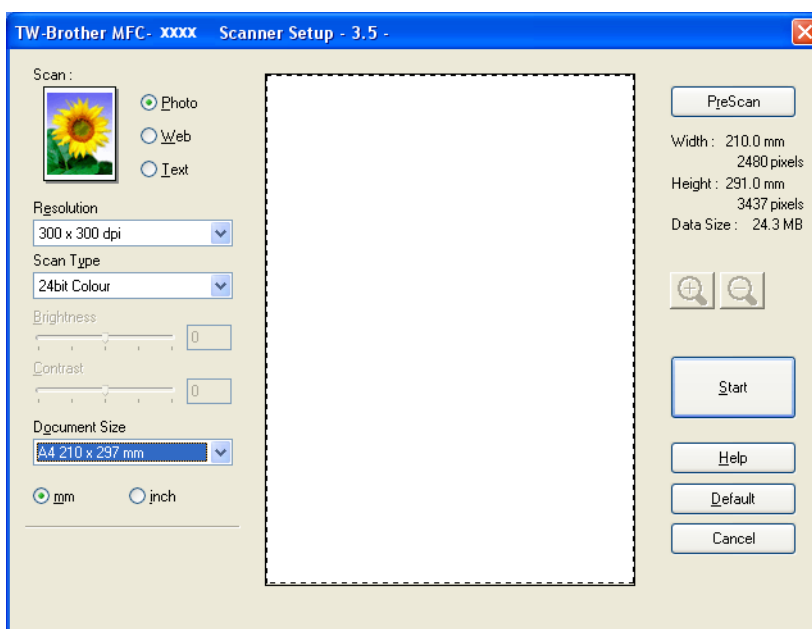 TW-Brother MFC- XXXX Scanner Setup - 3.5 -
Scan :
Photo
Web
Text
Resolution
300 x 300 dpi
Scan Type
24bit Colour
Brightness
0
Contrast
0
Document Size
A4 210 x 297 mm
mm inch
PreScan
Width : 210.0 mm
2480 pixels
Height : 291.0 mm
3437 pixels
Data Size : 24.3 MB
Start
Help
Default
Cancel